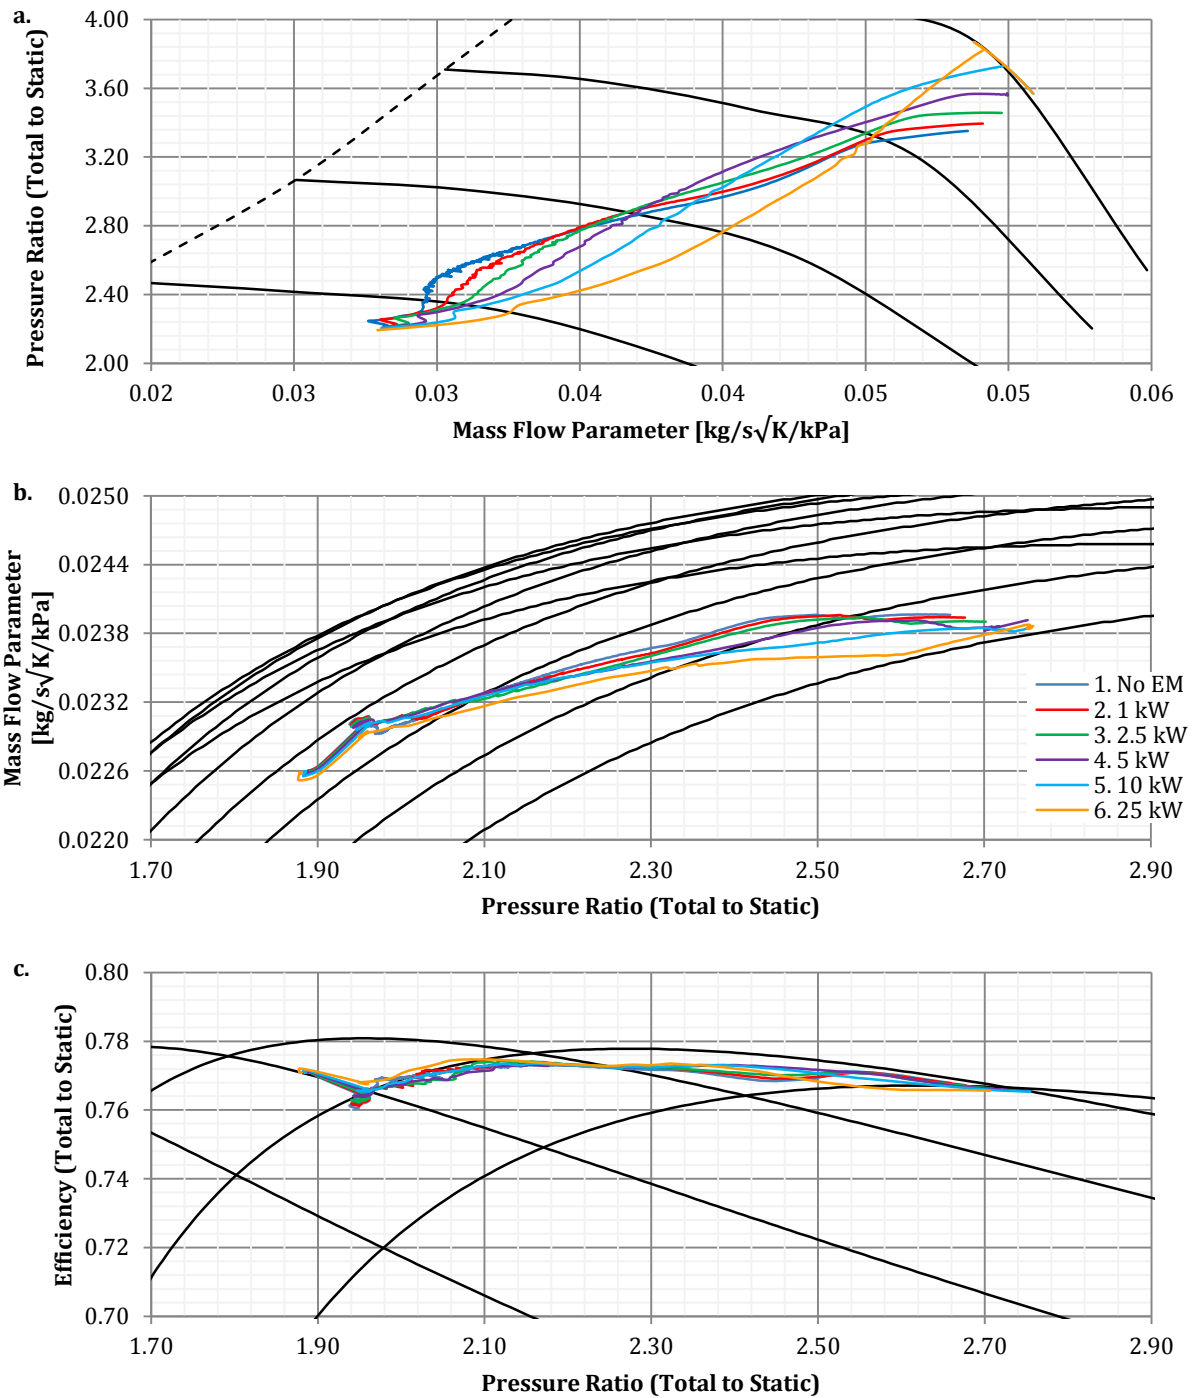 a.
Pressure Ratio (Total to Static)
4.00
3.60
3.20
2.80
2.40
2.00
0.02 0.03 0.03 0.04 0.04 0.05 0.05 0.06
Mass Flow Parameter [kg/s√K/kPa]
b.
Mass Flow Parameter
[kg/s√K/kPa]
0.0250
0.0244
0.0238
0.0232
0.0226
0.0220
1. No EM
2. 1 kW
3. 2.5 kW
4. 5 kW
5. 10 kW
6. 25 kW
1.70 1.90 2.10 2.30 2.50 2.70 2.90
Pressure Ratio (Total to Static)
c.
Efficiency (Total to Static)
0.80
0.78
0.76
0.74
0.72
0.70
1.70 1.90 2.10 2.30 2.50 2.70 2.90
Pressure Ratio (Total to Static)